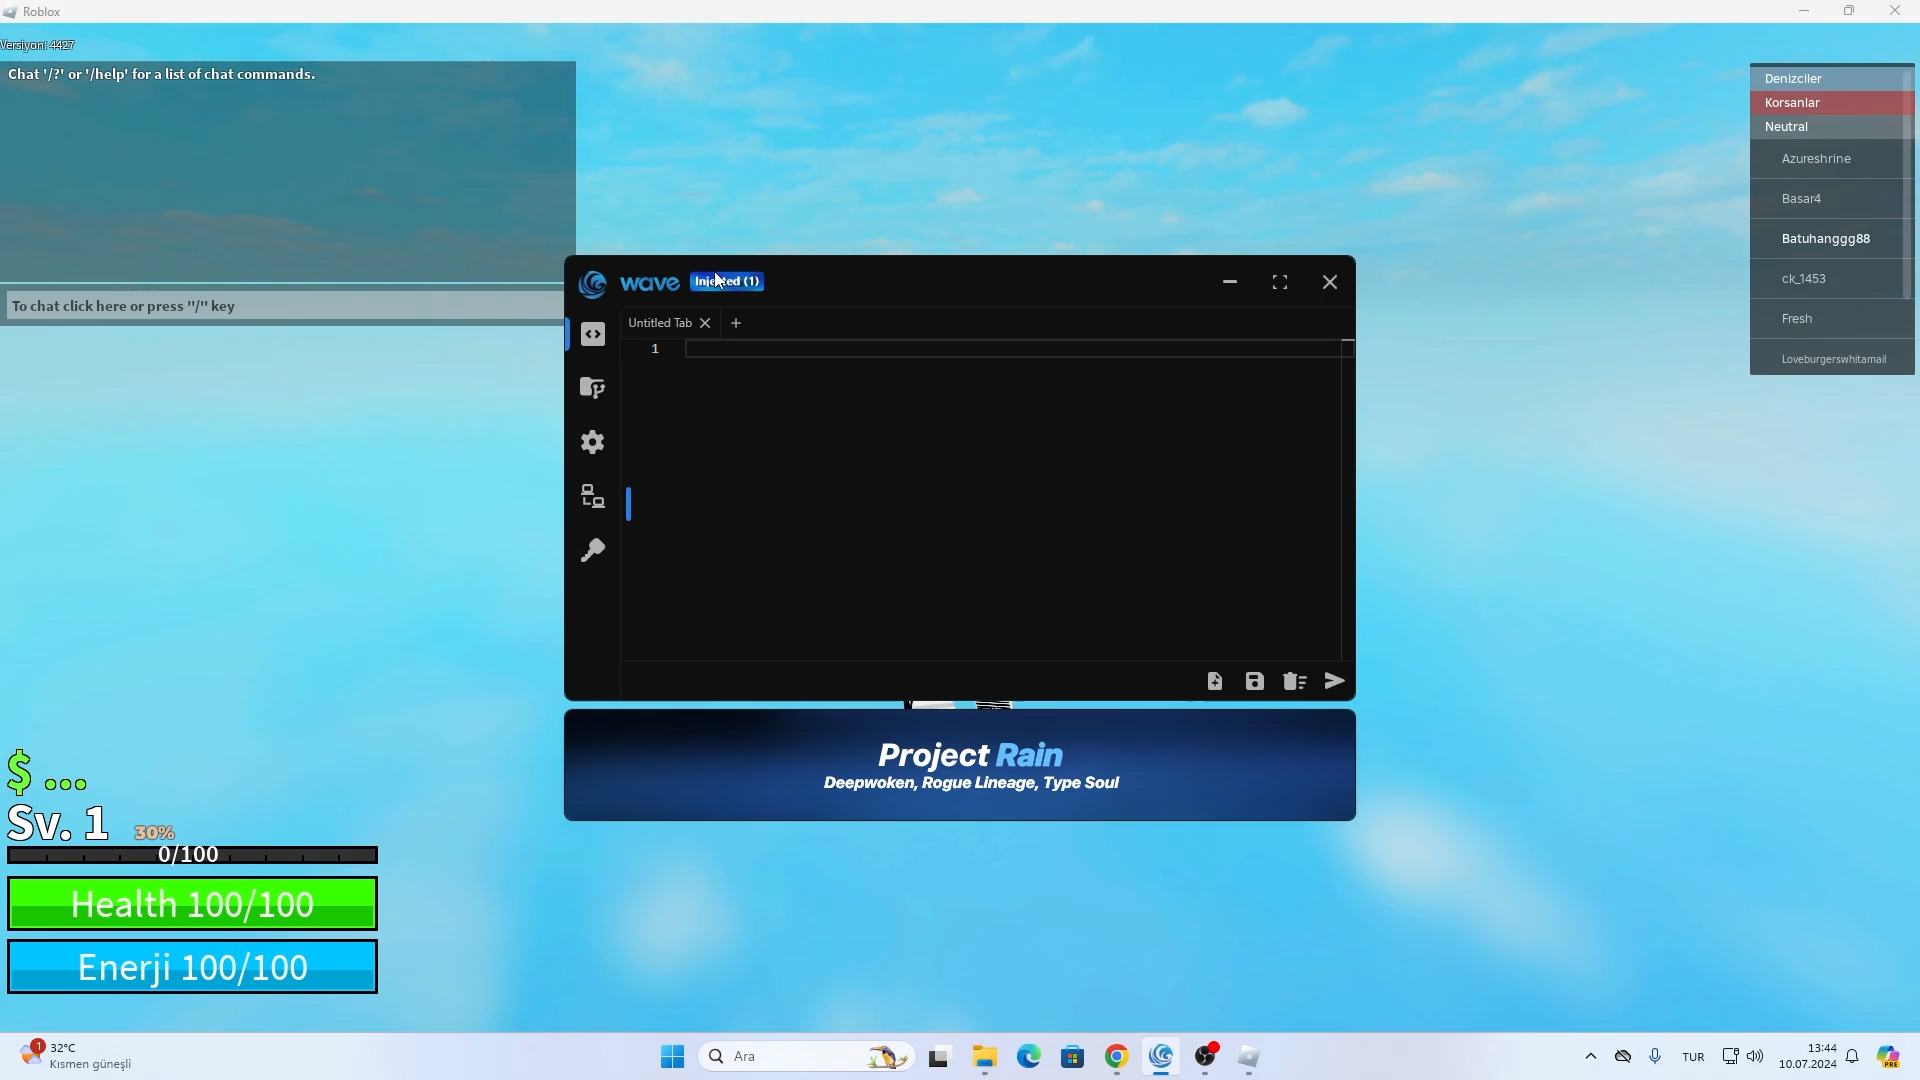 Roblox
Versiyon: 4427
Chat '/?' or '/help' for a list of chat commands.
To chat click here or press "/" key
Denizciler
Korsanlar
Neutral
Azureshrine
Basar4
Batuhanggg88
ck_1453
Fresh
Loveburgerswhitamail
wave
Injected (1)
Untitled Tab
1
Project Rain
Deepwoken, Rogue Lineage, Type Soul
$ ...
Sv. 1
30%
0/100
Health 100/100
Enerji 100/100
1
32°C
Kısmen güneşli
Ara
TUR
13:44
10.07.2024
PRE